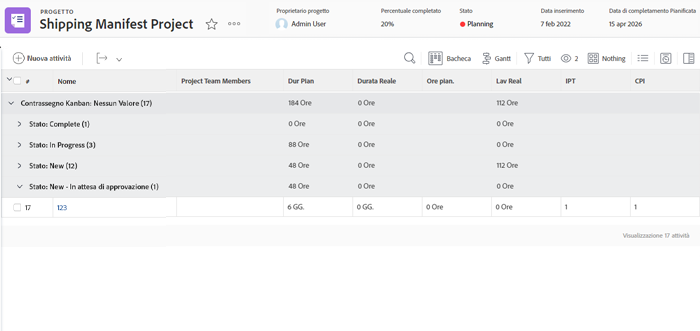 PROGETTO
Shipping Manifest Project
Proprietario progetto
Admin User
Percentuale completato
20%
Stato
Planning
Data inserimento
7 feb 2022
Data di completamento Pianificata
15 apr 2026
Nuova attività
Bacheca
Gantt
Tutti
2
Nothing
# Nome Project Team Members Dur Plan Durata Reale Ore pian. Lav Real IPT CPI
Contrassegno Kanban: Nessun Valore (17) 184 Ore 0 Ore 112 Ore
Stato: Complete (1) 0 Ore 0 Ore 0 Ore
Stato: In Progress (3) 88 Ore 0 Ore 0 Ore
Stato: New (12) 48 Ore 0 Ore 112 Ore
Stato: New - In attesa di approvazione (1) 48 Ore 0 Ore 0 Ore
17 123 6 GG. 0 GG. 0 Ore 0 Ore 1 1
Visualizzazione 17 attività